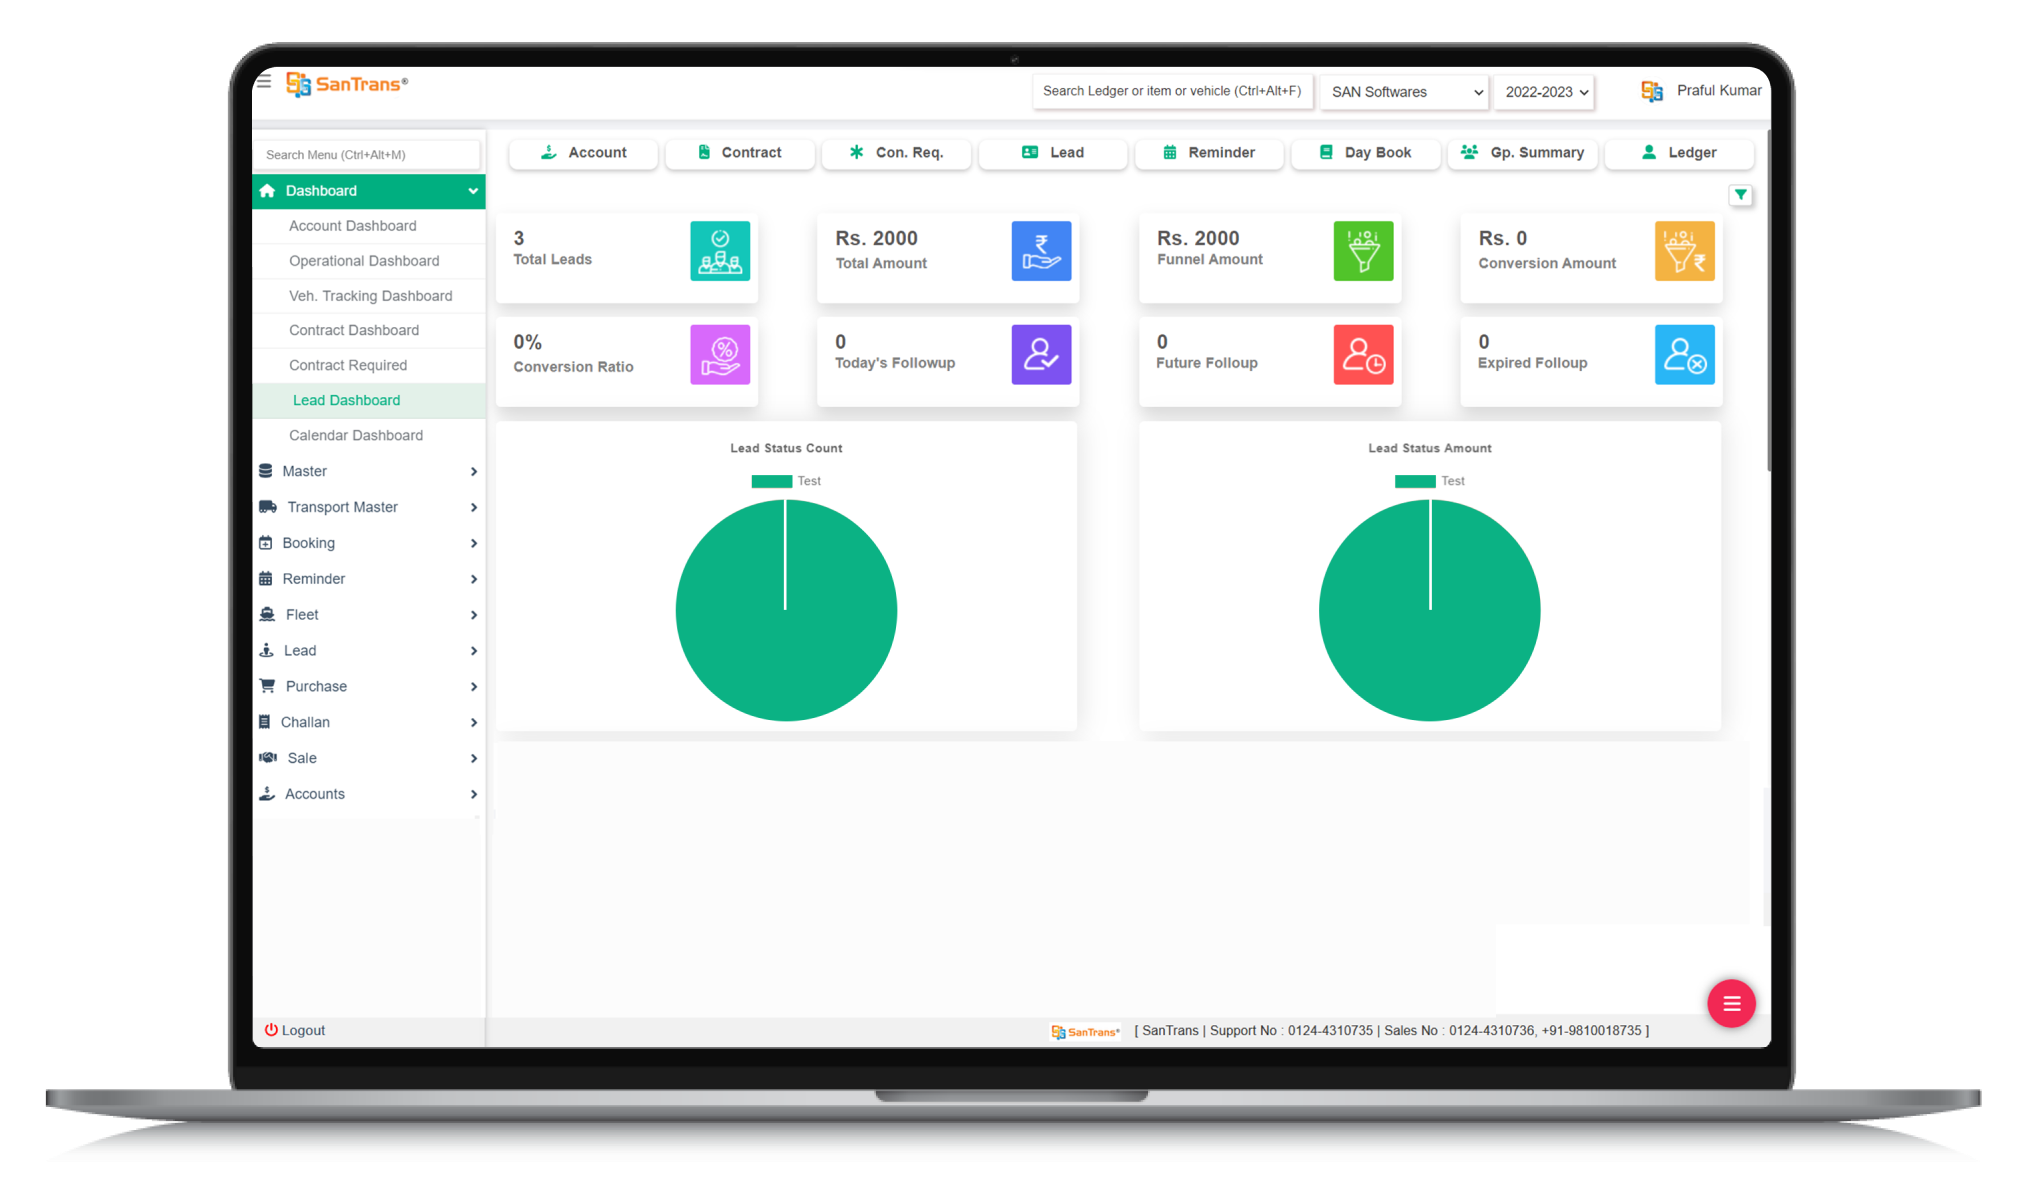 SanTrans®
Search Ledger or item or vehicle (Ctrl+Alt+F)
SAN Softwares
2022-2023
Praful Kumar
Search Menu (Ctrl+Alt+M)
Dashboard
Account Dashboard
Operational Dashboard
Veh. Tracking Dashboard
Contract Dashboard
Contract Required
Lead Dashboard
Calendar Dashboard
Master
Transport Master
Booking
Reminder
Fleet
Lead
Purchase
Challan
Sale
Accounts
Logout
Account
Contract
Con. Req.
Lead
Reminder
Day Book
Gp. Summary
Ledger
3
Total Leads
Rs. 2000
Total Amount
Rs. 2000
Funnel Amount
Rs. 0
Conversion Amount
0%
Conversion Ratio
0
Today's Followup
0
Future Folloup
0
Expired Folloup
Lead Status Count
Test
Lead Status Amount
Test
SanTrans® [ SanTrans | Support No : 0124-4310735 | Sales No : 0124-4310736, +91-9810018735 ]